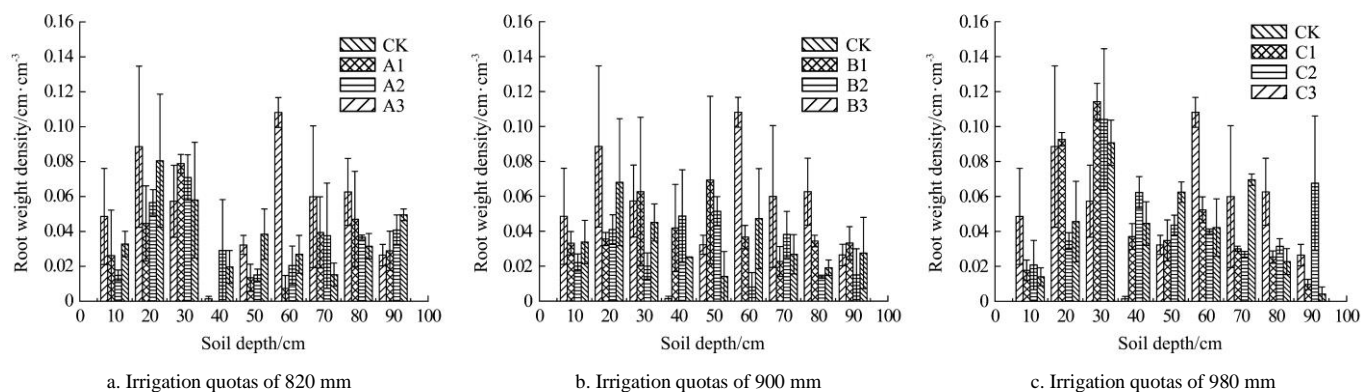 0.16
0.14
0.12
0.10
0.08
0.06
0.04
0.02
0
Root weight density/cm·cm⁻³
CK
A1
A2
A3
0 10 20 30 40 50 60 70 80 90 100
Soil depth/cm
a. Irrigation quotas of 820 mm
0.16
0.14
0.12
0.10
0.08
0.06
0.04
0.02
0
Root weight density/cm·cm⁻³
CK
B1
B2
B3
0 10 20 30 40 50 60 70 80 90 100
Soil depth/cm
b. Irrigation quotas of 900 mm
0.16
0.14
0.12
0.10
0.08
0.06
0.04
0.02
0
Root weight density/cm·cm⁻³
CK
C1
C2
C3
0 10 20 30 40 50 60 70 80 90 100
Soil depth/cm
c. Irrigation quotas of 980 mm